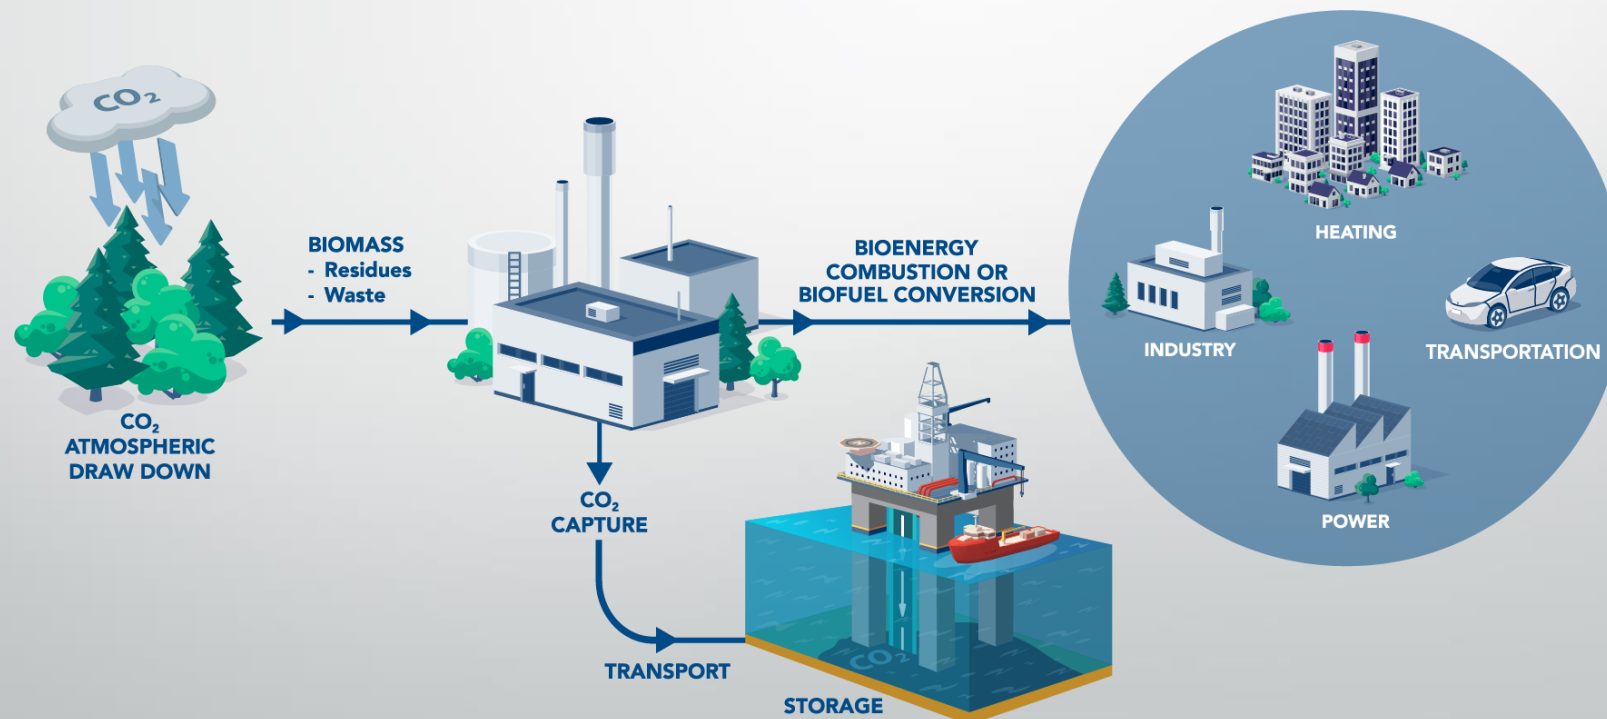 CO₂
CO₂
ATMOSPHERIC
DRAW DOWN
BIOMASS
- Residues
- Waste
BIOENERGY
COMBUSTION OR
BIOFUEL CONVERSION
CO₂
CAPTURE
TRANSPORT
CO₂
STORAGE
HEATING
INDUSTRY
TRANSPORTATION
POWER